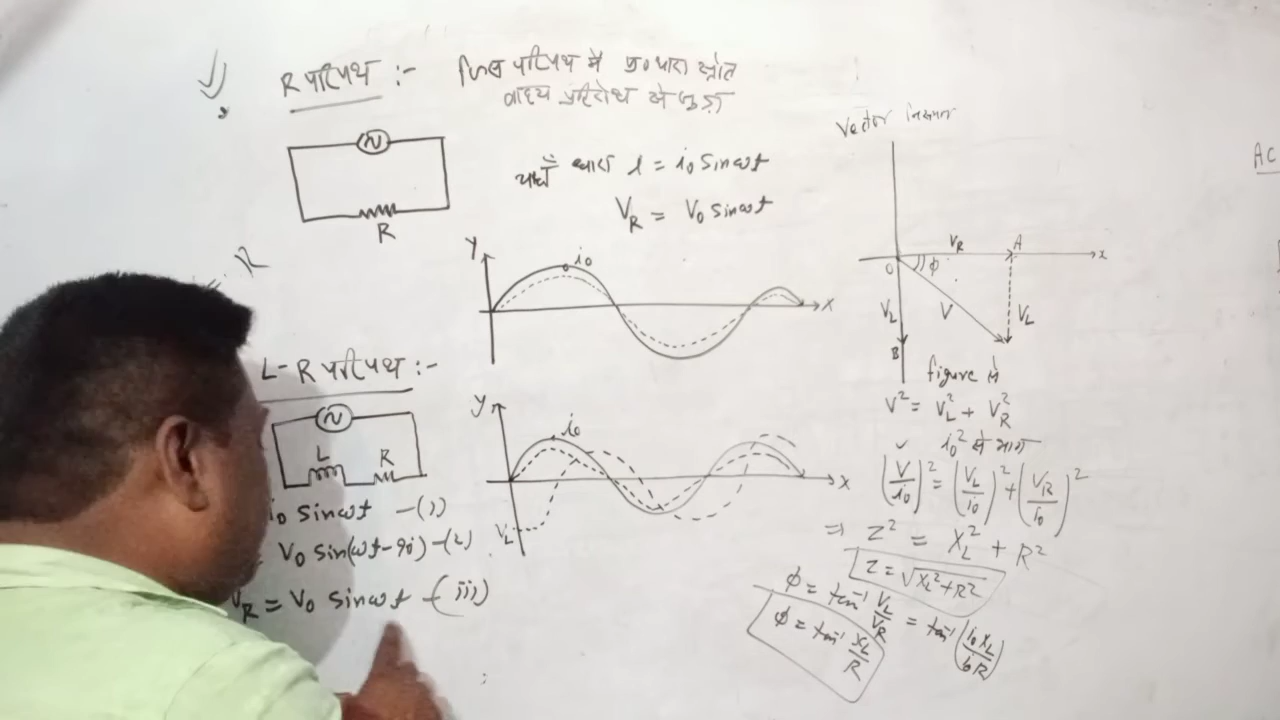 R परिपथ :- जिस परिपथ में प्र० धारा स्रोत
वाह्य प्रतिरोध से जुड़ा
R
यदि धारा i = i₀ sinωt
V_R = V₀ sinωt
Y
i₀
X
R
L-R परिपथ :-
L
R
i₀ sinωt -(1)
V₀ sin(ωt-90) -(2)
V_R = V₀ sinωt -(iii)
Y
i₀
X
V_L
Vector निरूपण
V_R
A
x
O
φ
V_L
V
V_L
B
figure में
V² = V_L² + V_R²
i₀² से भाग
(V/i₀)² = (V_L/i₀)² + (V_R/i₀)²
⇒ Z² = X_L² + R²
Z = √X_L²+R²
φ = tan⁻¹ V_L/V_R = tan⁻¹ (i₀X_L/i₀R)
φ = tan⁻¹ X_L/R
AC